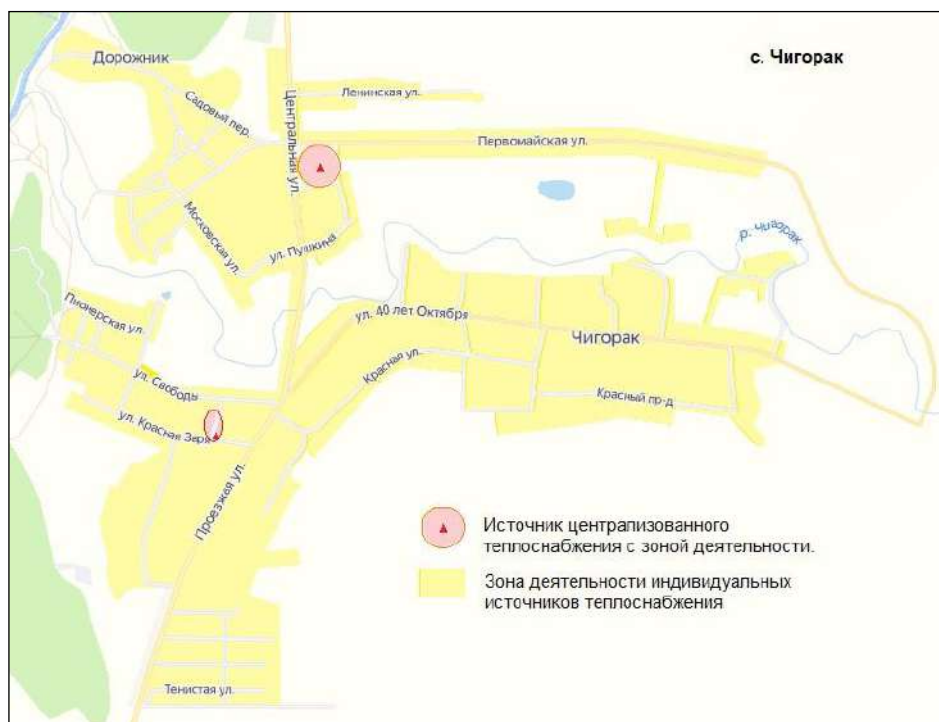 с. Чигорак
Дорожник
Ленинская ул.
Садовый пер.
Центральная ул.
Первомайская ул.
Московская ул.
ул. Пушкина
р. Чигорак
Пионерская ул.
ул. 40 лет Октября
Чигорак
Красная ул.
ул. Свободы
Красный пр-д
ул. Красная Заря
Проезжая ул.
Источник централизованного
теплоснабжения с зоной деятельности.
Зона деятельности индивидуальных
источников теплоснабжения
Тенистая ул.